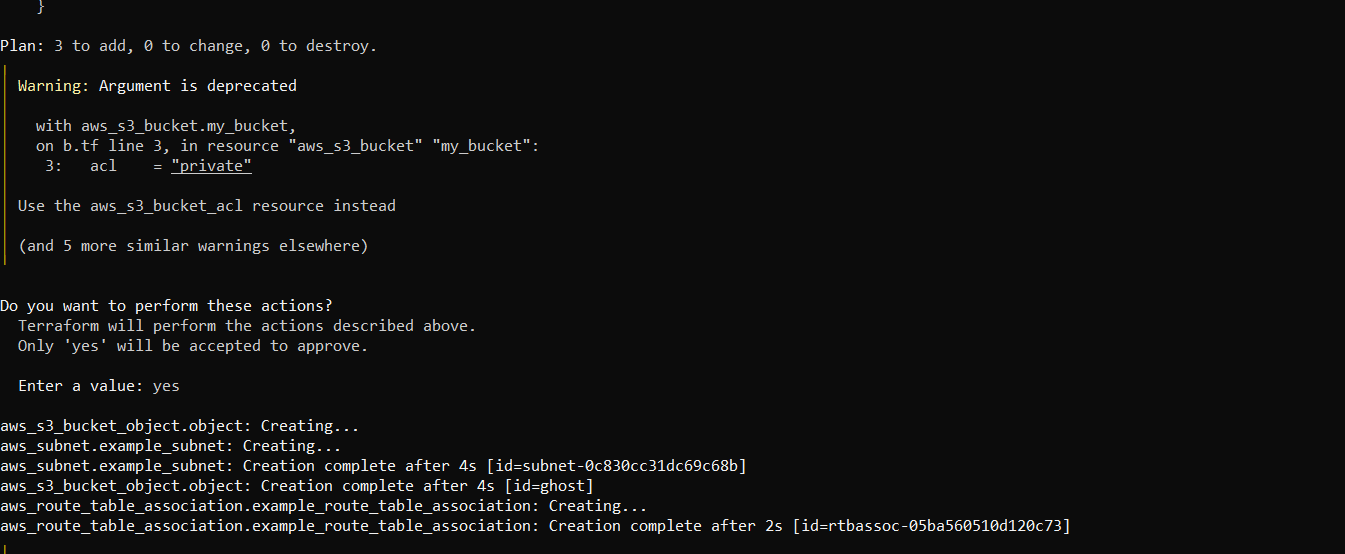 }
Plan: 3 to add, 0 to change, 0 to destroy.
Warning: Argument is deprecated
with aws_s3_bucket.my_bucket,
on b.tf line 3, in resource "aws_s3_bucket" "my_bucket":
3: acl = "private"
Use the aws_s3_bucket_acl resource instead
(and 5 more similar warnings elsewhere)
Do you want to perform these actions?
Terraform will perform the actions described above.
Only 'yes' will be accepted to approve.
Enter a value: yes
aws_s3_bucket_object.object: Creating...
aws_subnet.example_subnet: Creating...
aws_subnet.example_subnet: Creation complete after 4s [id=subnet-0c830cc31dc69c68b]
aws_s3_bucket_object.object: Creation complete after 4s [id=ghost]
aws_route_table_association.example_route_table_association: Creating...
aws_route_table_association.example_route_table_association: Creation complete after 2s [id=rtbassoc-05ba560510d120c73]